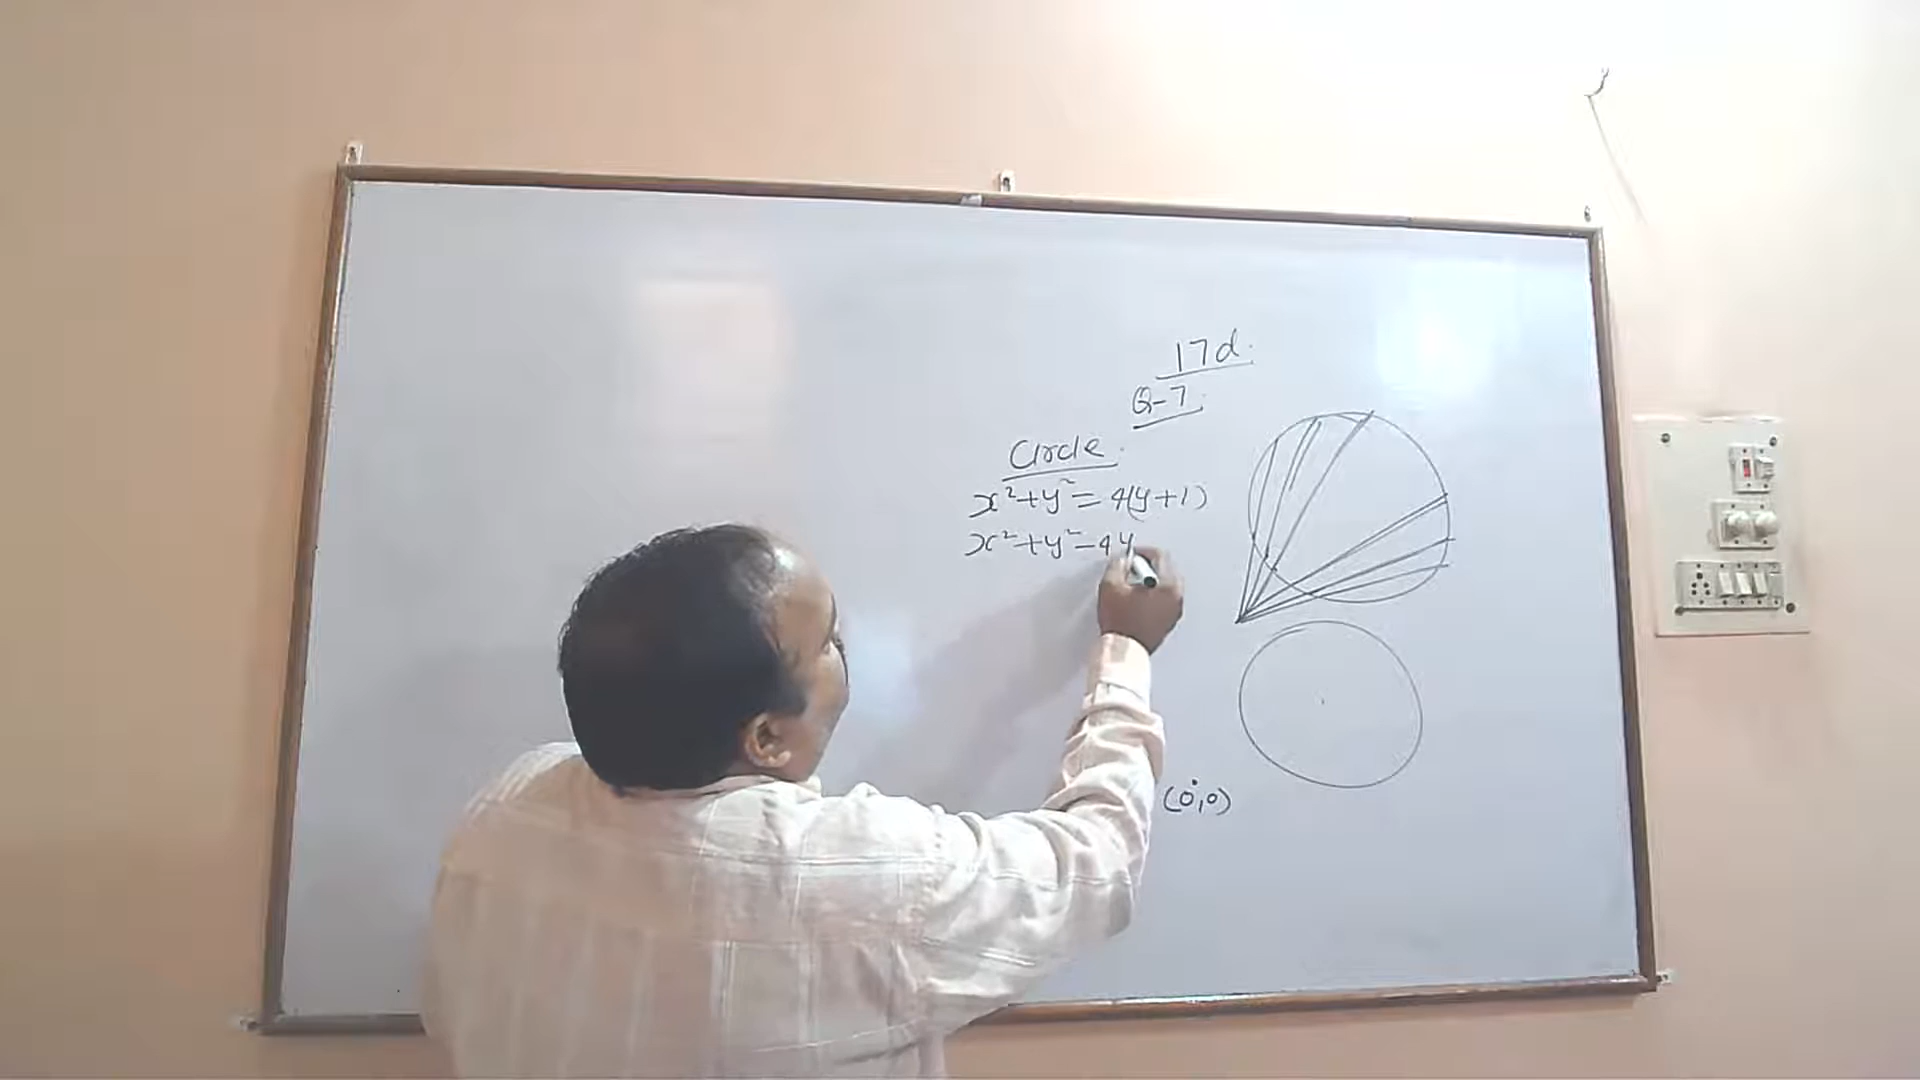 17d.
Q-7.
Circle.
x²+y²=4(y+1)
x²+y²-4y
(0,0)